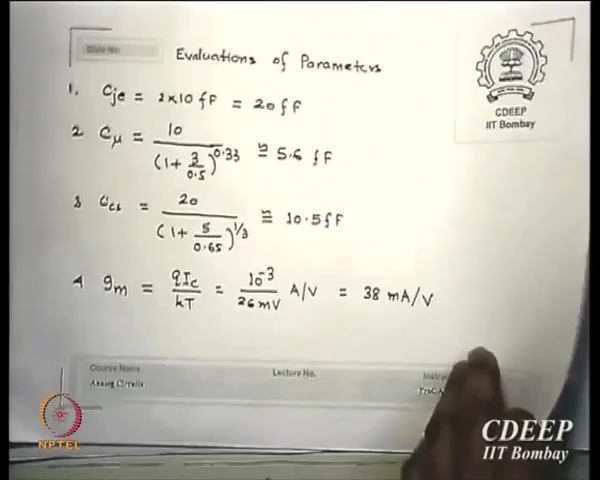 Slide No:
Evaluations of Parameters
CDEEP
IIT Bombay
1. Cje = 2x10 fF = 20 fF
2 Cμ = 10 / (1 + 3/0.5)^0.33 ≅ 5.6 fF
3 Ccs = 20 / (1 + 5/0.65)^1/3 ≅ 10.5 fF
4 gm = qIc/kT = 10^-3/26 mV A/V = 38 mA/V
Course Name
Lecture No.
Analog Circuits
NPTEL
CDEEP
IIT Bombay